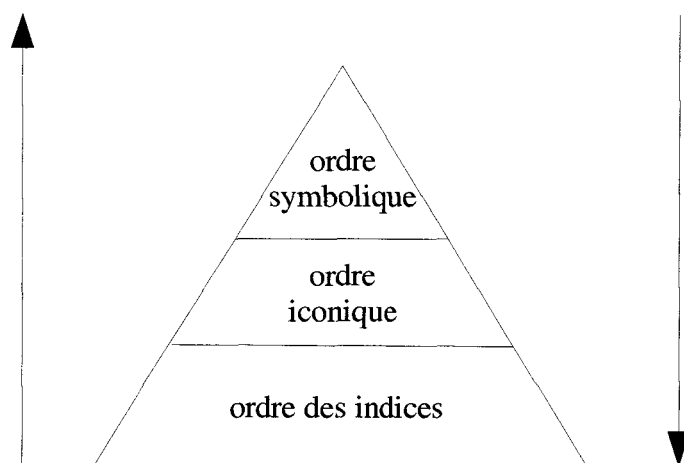 ordre
symbolique
ordre
iconique
ordre des indices